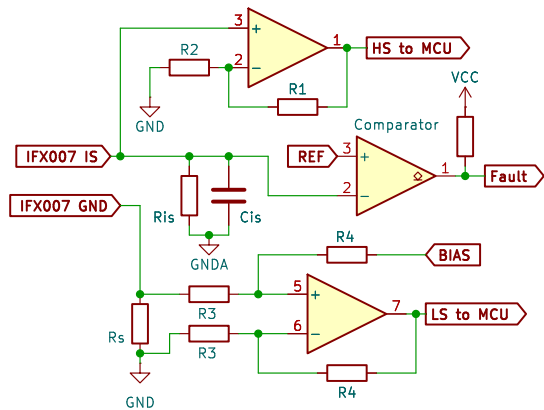 3
R2
1
HS to MCU
2
R1
VCC
GND
Comparator
IFX007 IS
REF
3
1
Fault
2
IFX007 GND
Ris
Cis
GNDA
R4
BIAS
R3
5
7
LS to MCU
Rs
6
R3
R4
GND